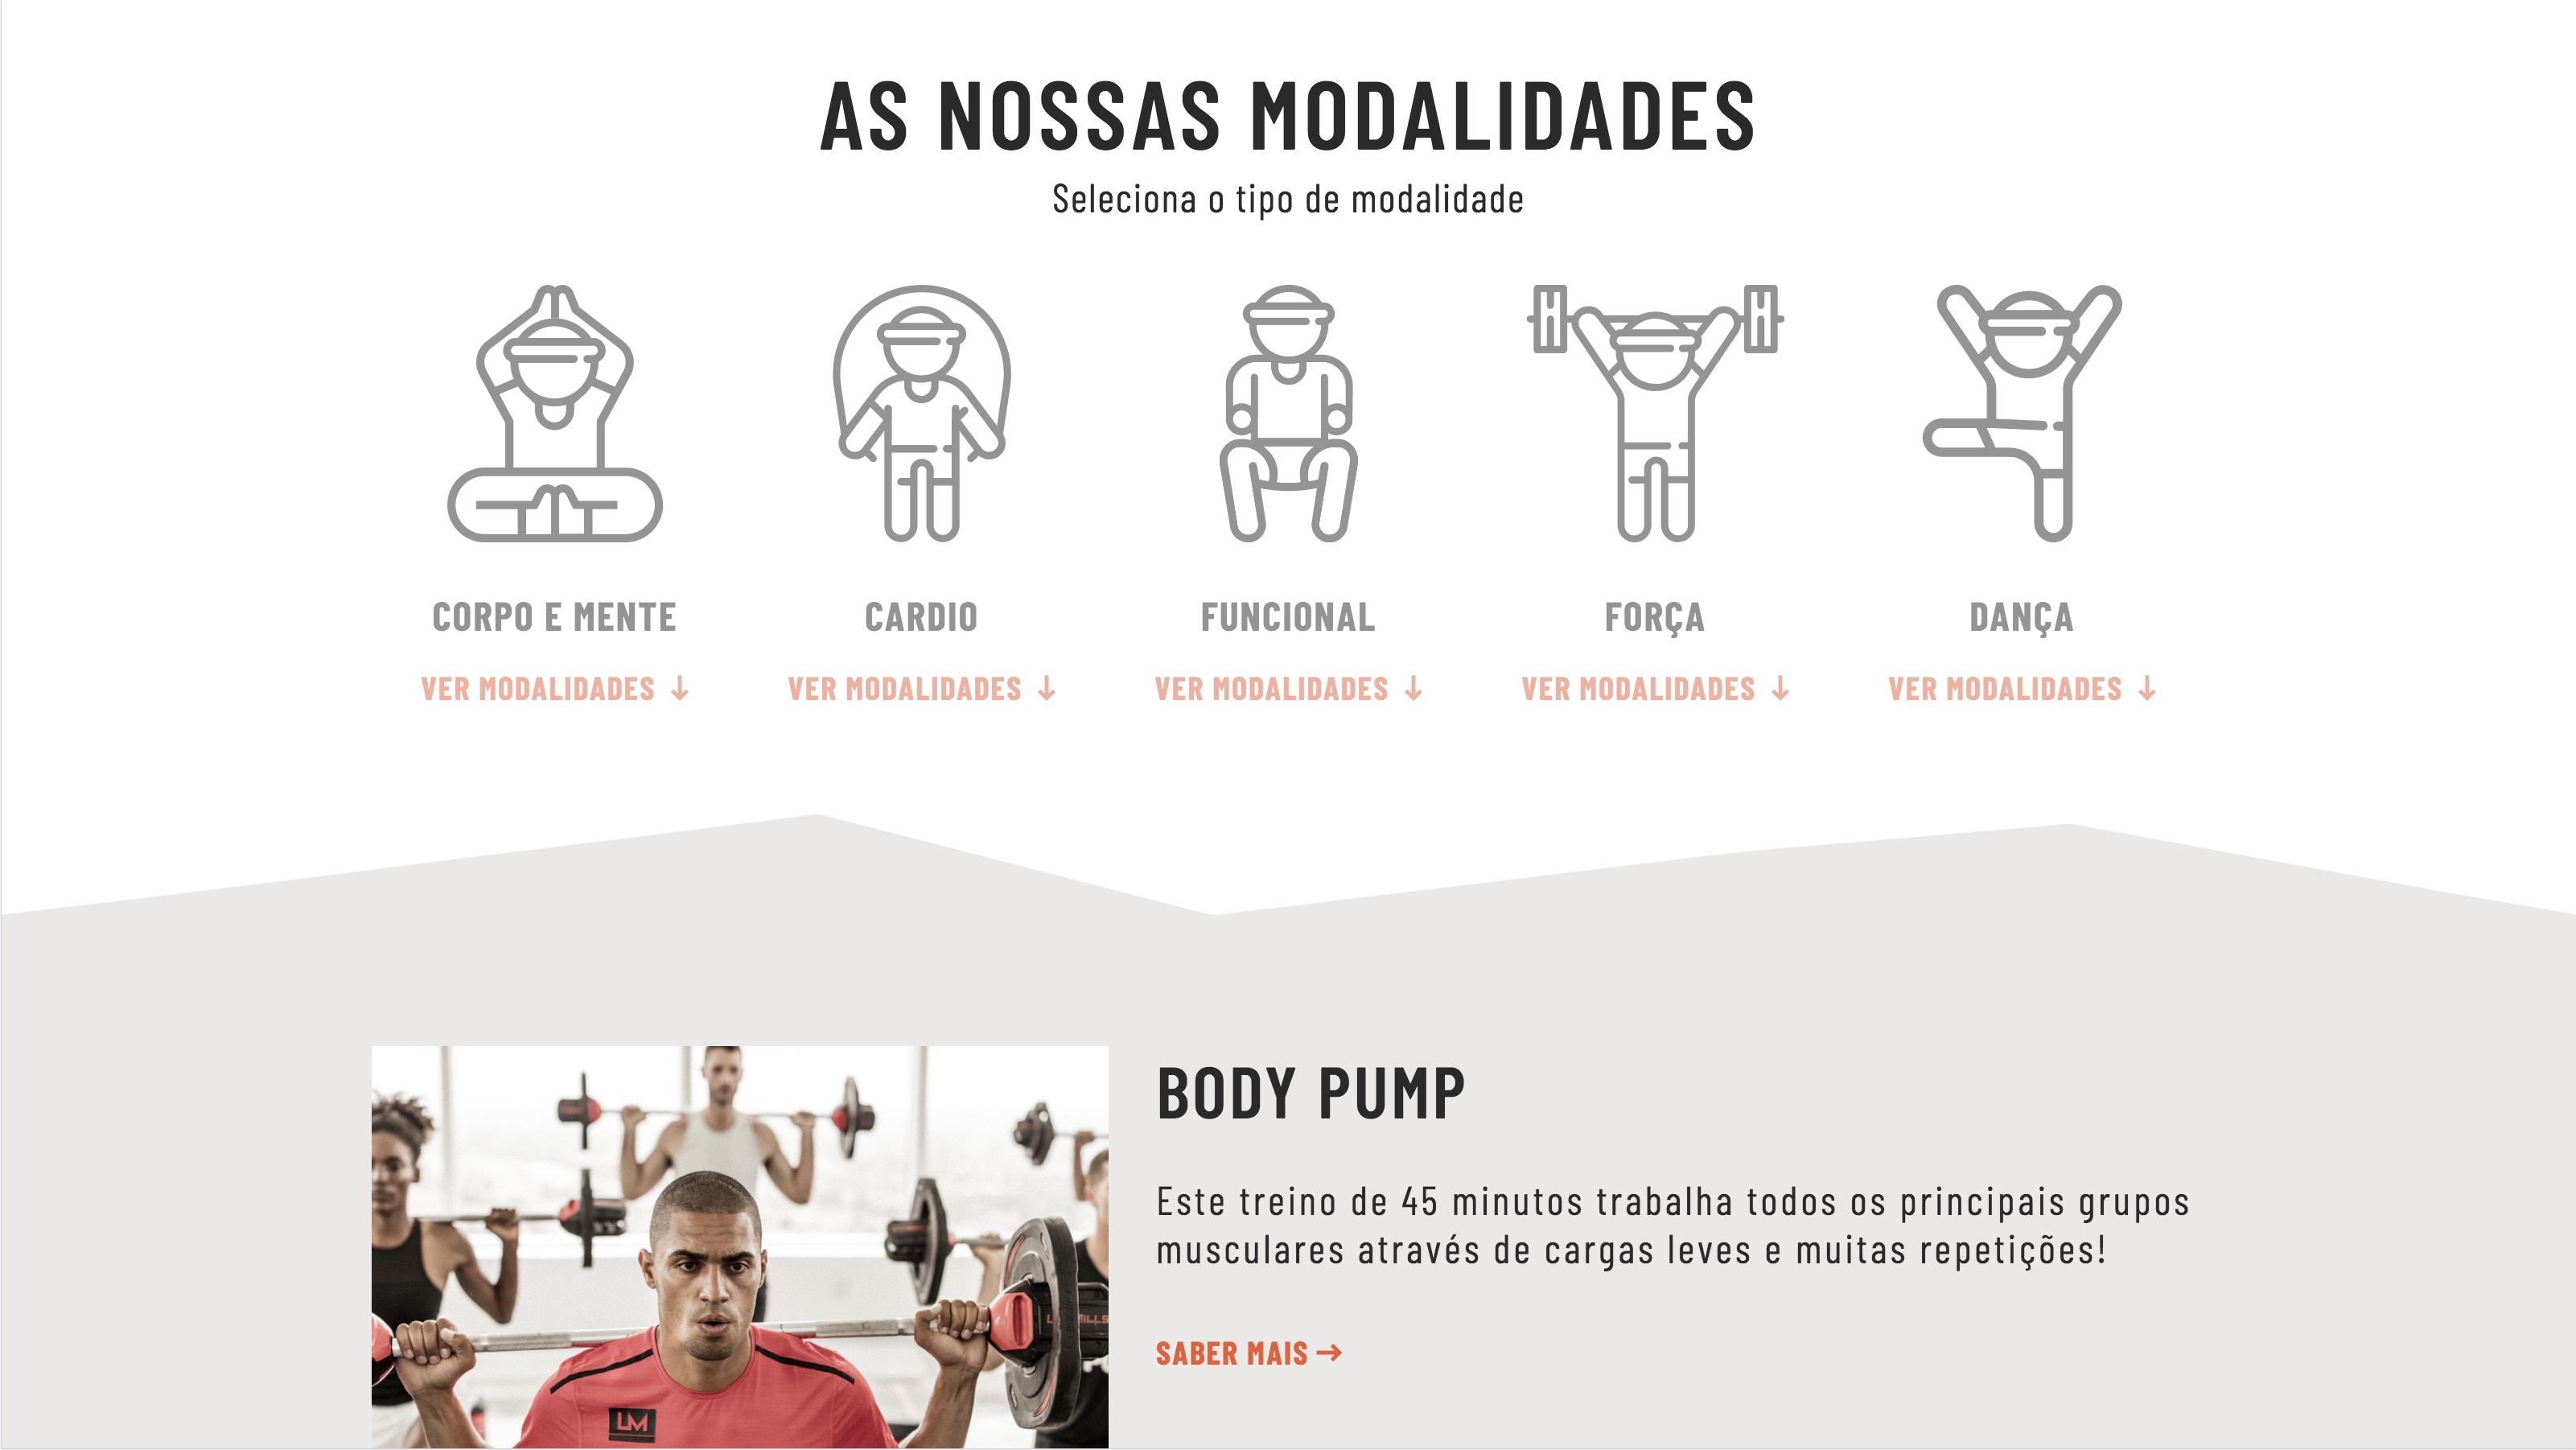 AS NOSSAS MODALIDADES
Seleciona o tipo de modalidade
CORPO E MENTE
CARDIO
FUNCIONAL
FORÇA
DANÇA
VER MODALIDADES ↓
VER MODALIDADES ↓
VER MODALIDADES ↓
VER MODALIDADES ↓
VER MODALIDADES ↓
BODY PUMP
Este treino de 45 minutos trabalha todos os principais grupos
musculares através de cargas leves e muitas repetições!
SABER MAIS →
LM